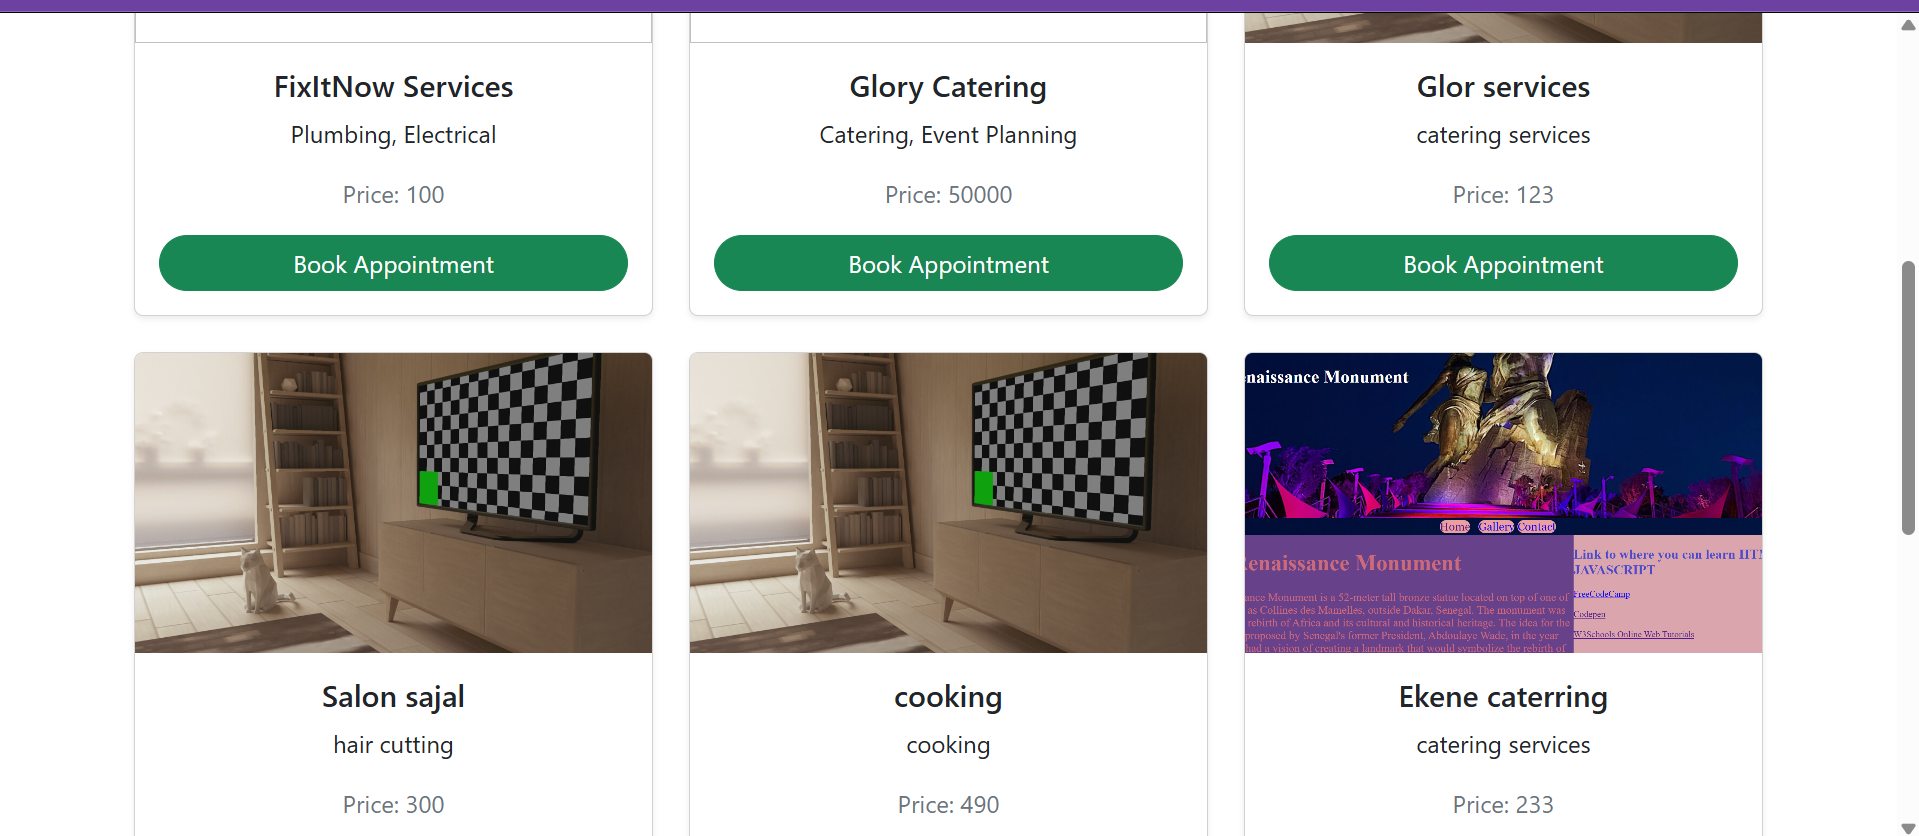 FixItNow Services
Plumbing, Electrical
Price: 100
Book Appointment
Glory Catering
Catering, Event Planning
Price: 50000
Book Appointment
Glor services
catering services
Price: 123
Book Appointment
Salon sajal
hair cutting
Price: 300
cooking
cooking
Price: 490
enaissance Monument
Home Gallery Contact
enaissance Monument
ance Monument is a 52-meter tall bronze statue located on top of one of
as Collines des Mamelles, outside Dakar, Senegal. The monument was
rebirth of Africa and its cultural and historical heritage. The idea for the
proposed by Senegal's former President, Abdoulaye Wade, in the year
had a vision of creating a landmark that would symbolize the rebirth of
Link to where you can learn HT
JAVASCRIPT
FreeCodeCamp
Codepen
W3Schools Online Web Tutorials
Ekene caterring
catering services
Price: 233